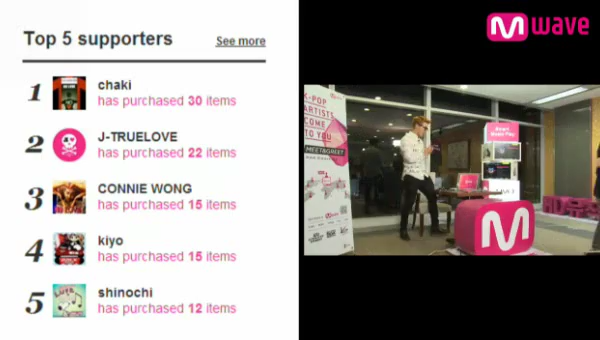 Top 5 supporters
See more
1
chaki
has purchased 30 items
2
J-TRUELOVE
has purchased 22 items
3
CONNIE WONG
has purchased 15 items
4
kiyo
has purchased 15 items
5
shinochi
has purchased 12 items
M wave
K-POP
ARTISTS
COME
TO YOU
MEET&GREET
M